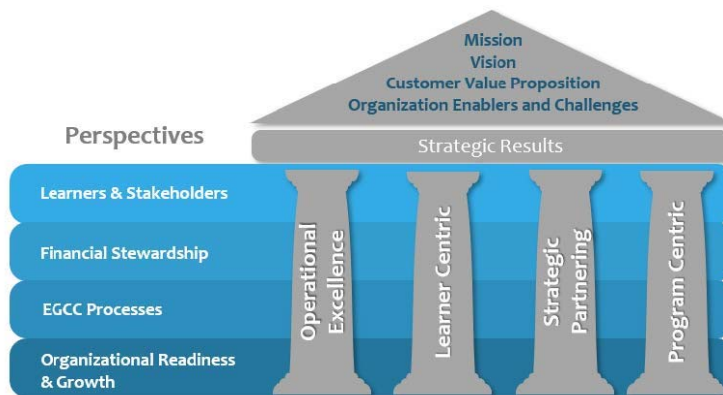 Mission
Vision
Customer Value Proposition
Organization Enablers and Challenges
Perspectives
Strategic Results
Learners & Stakeholders
Financial Stewardship
EGCC Processes
Organizational Readiness
& Growth
Operational
Excellence
Learner Centric
Strategic
Partnering
Program Centric